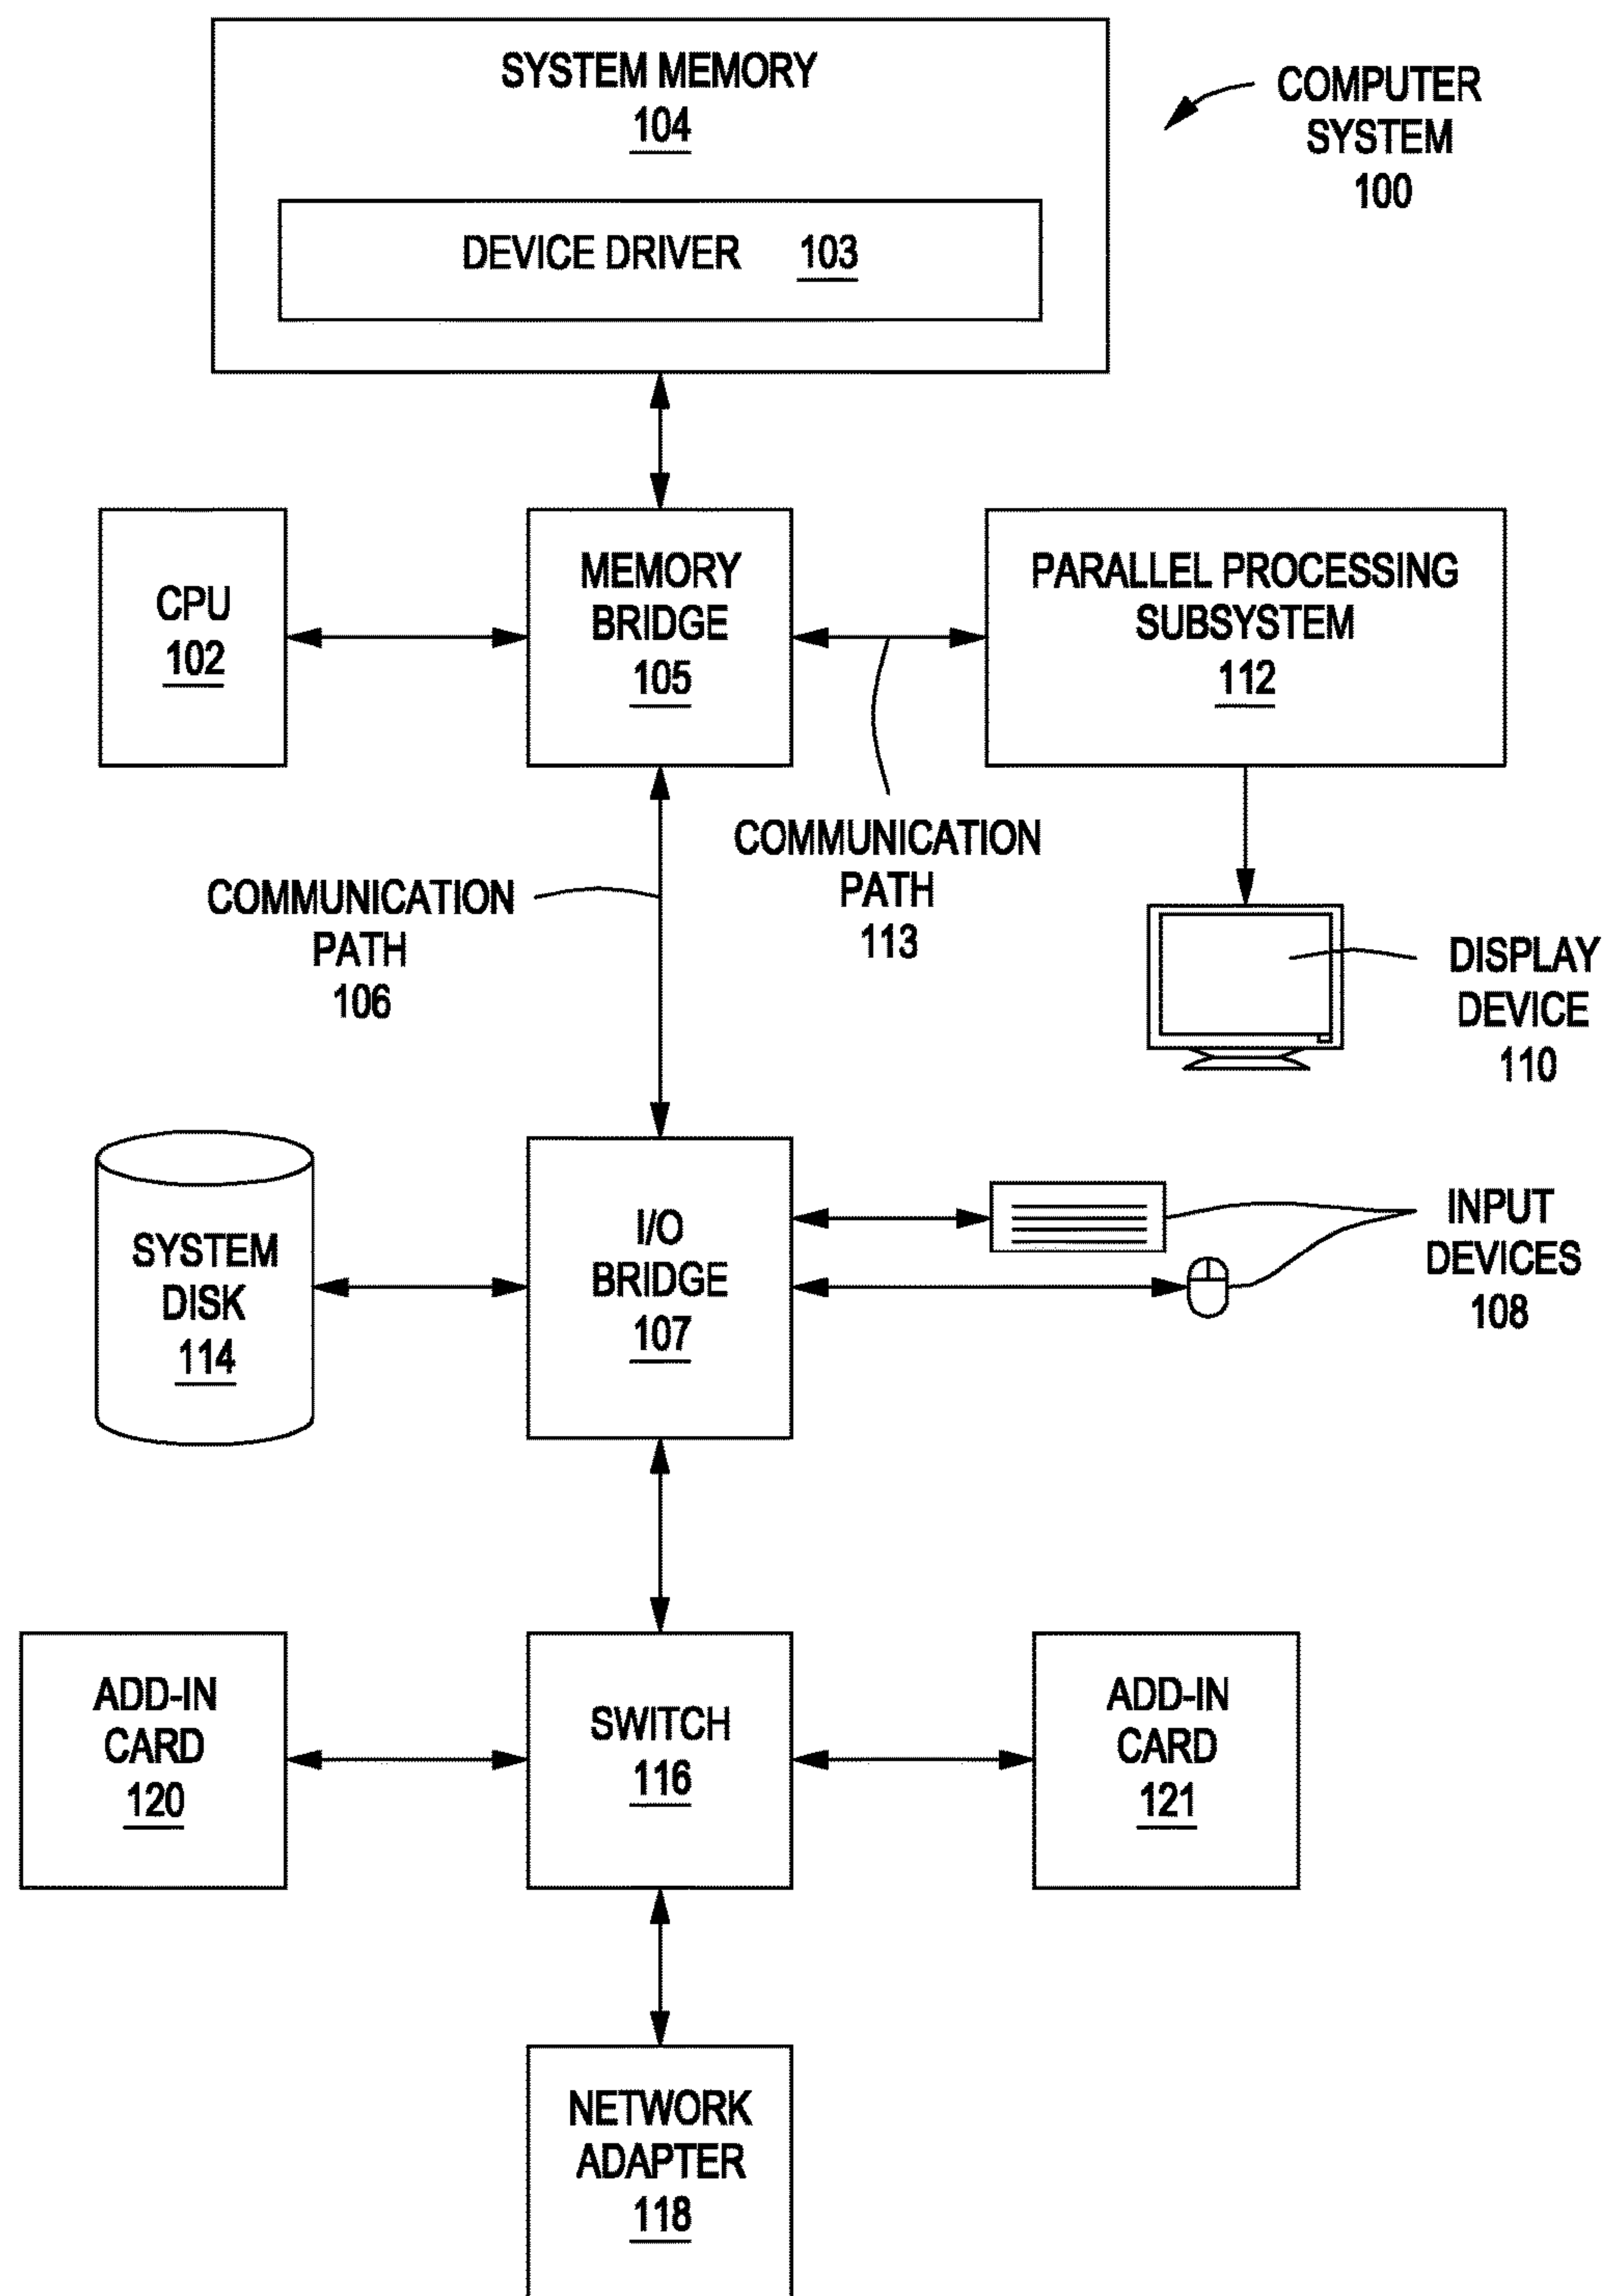 SYSTEM MEMORY
104
DEVICE DRIVER 103
COMPUTER
SYSTEM
100
CPU
102
MEMORY
BRIDGE
105
PARALLEL PROCESSING
SUBSYSTEM
112
COMMUNICATION
PATH
113
COMMUNICATION
PATH
106
DISPLAY
DEVICE
110
SYSTEM
DISK
114
I/O
BRIDGE
107
INPUT
DEVICES
108
ADD-IN
CARD
120
SWITCH
116
ADD-IN
CARD
121
NETWORK
ADAPTER
118